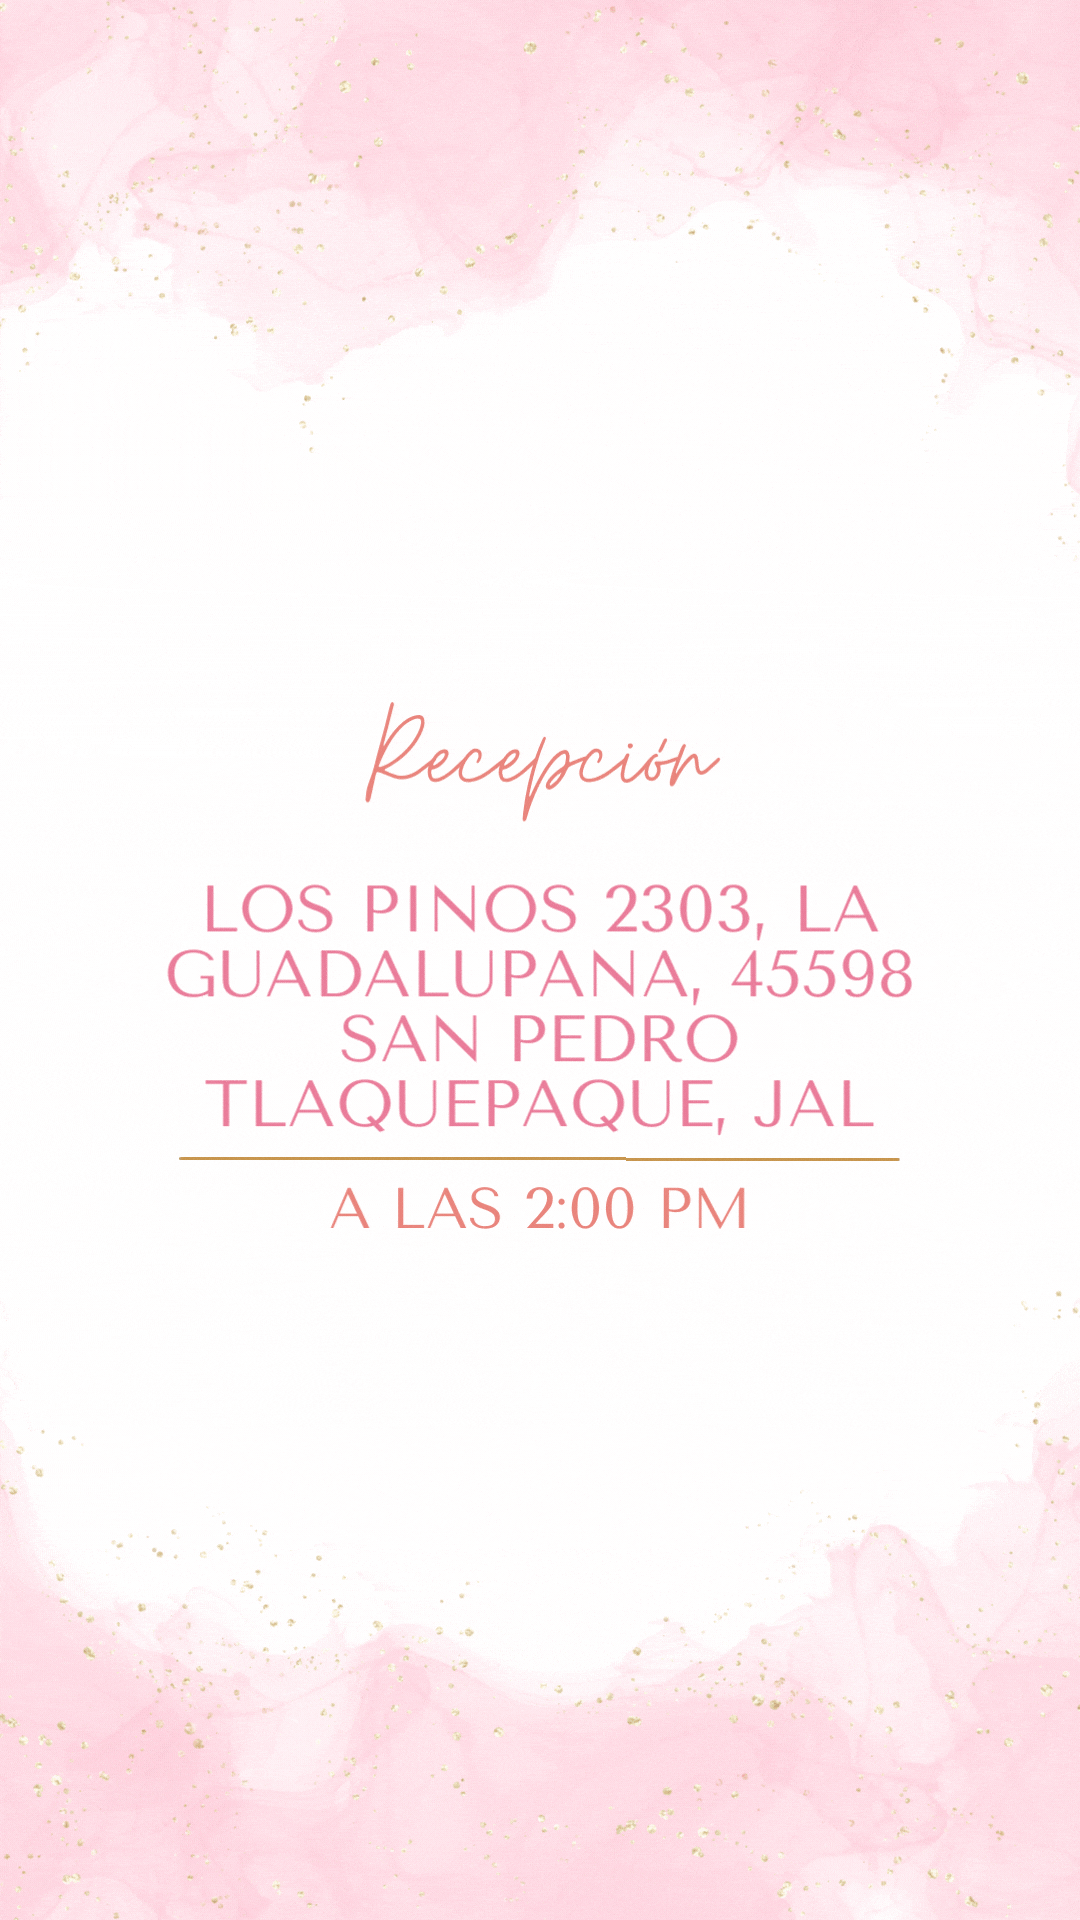 Recepción
LOS PINOS 2303, LA
GUADALUPANA, 45598
SAN PEDRO
TLAQUEPAQUE, JAL
A LAS 2:00 PM